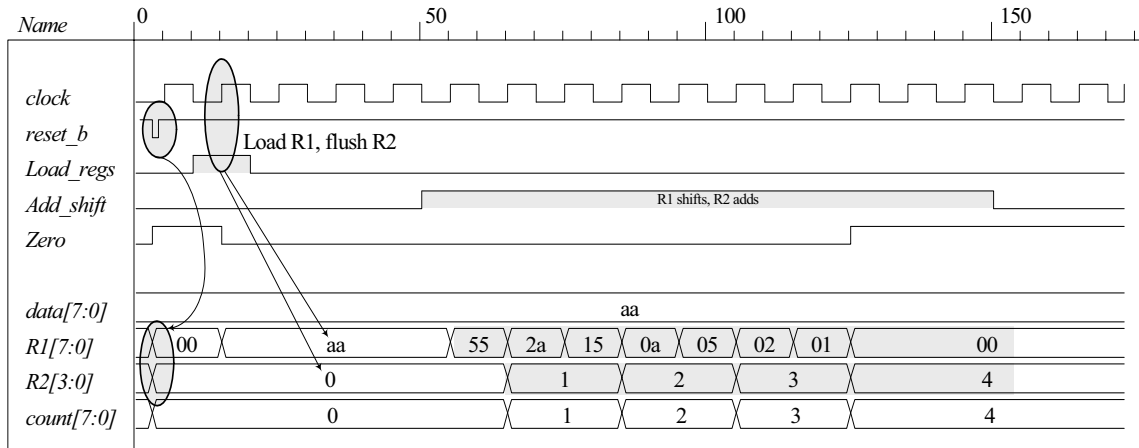 Name 0 50 100 150
clock
reset_b
Load R1, flush R2
Load_regs
Add_shift R1 shifts, R2 adds
Zero
data[7:0] aa
R1[7:0] 00 aa 55 2a 15 0a 05 02 01 00
R2[3:0] 0 1 2 3 4
count[7:0] 0 1 2 3 4